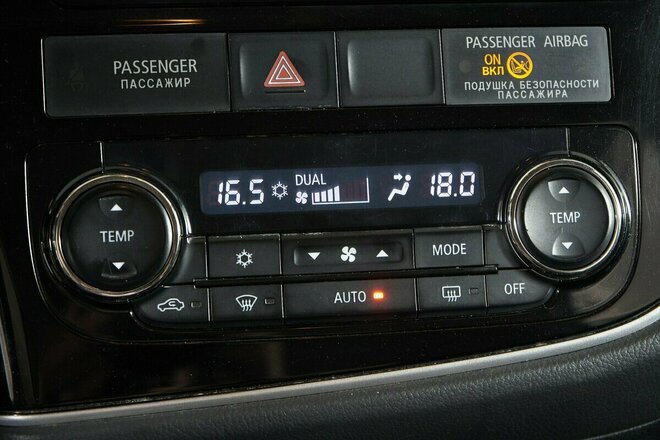 PASSENGER
ПАССАЖИР
PASSENGER AIRBAG
ON
ВКЛ
ПОДУШКА БЕЗОПАСНОСТИ
ПАССАЖИРА
16.5
DUAL
18.0
TEMP
TEMP
MODE
AUTO
OFF